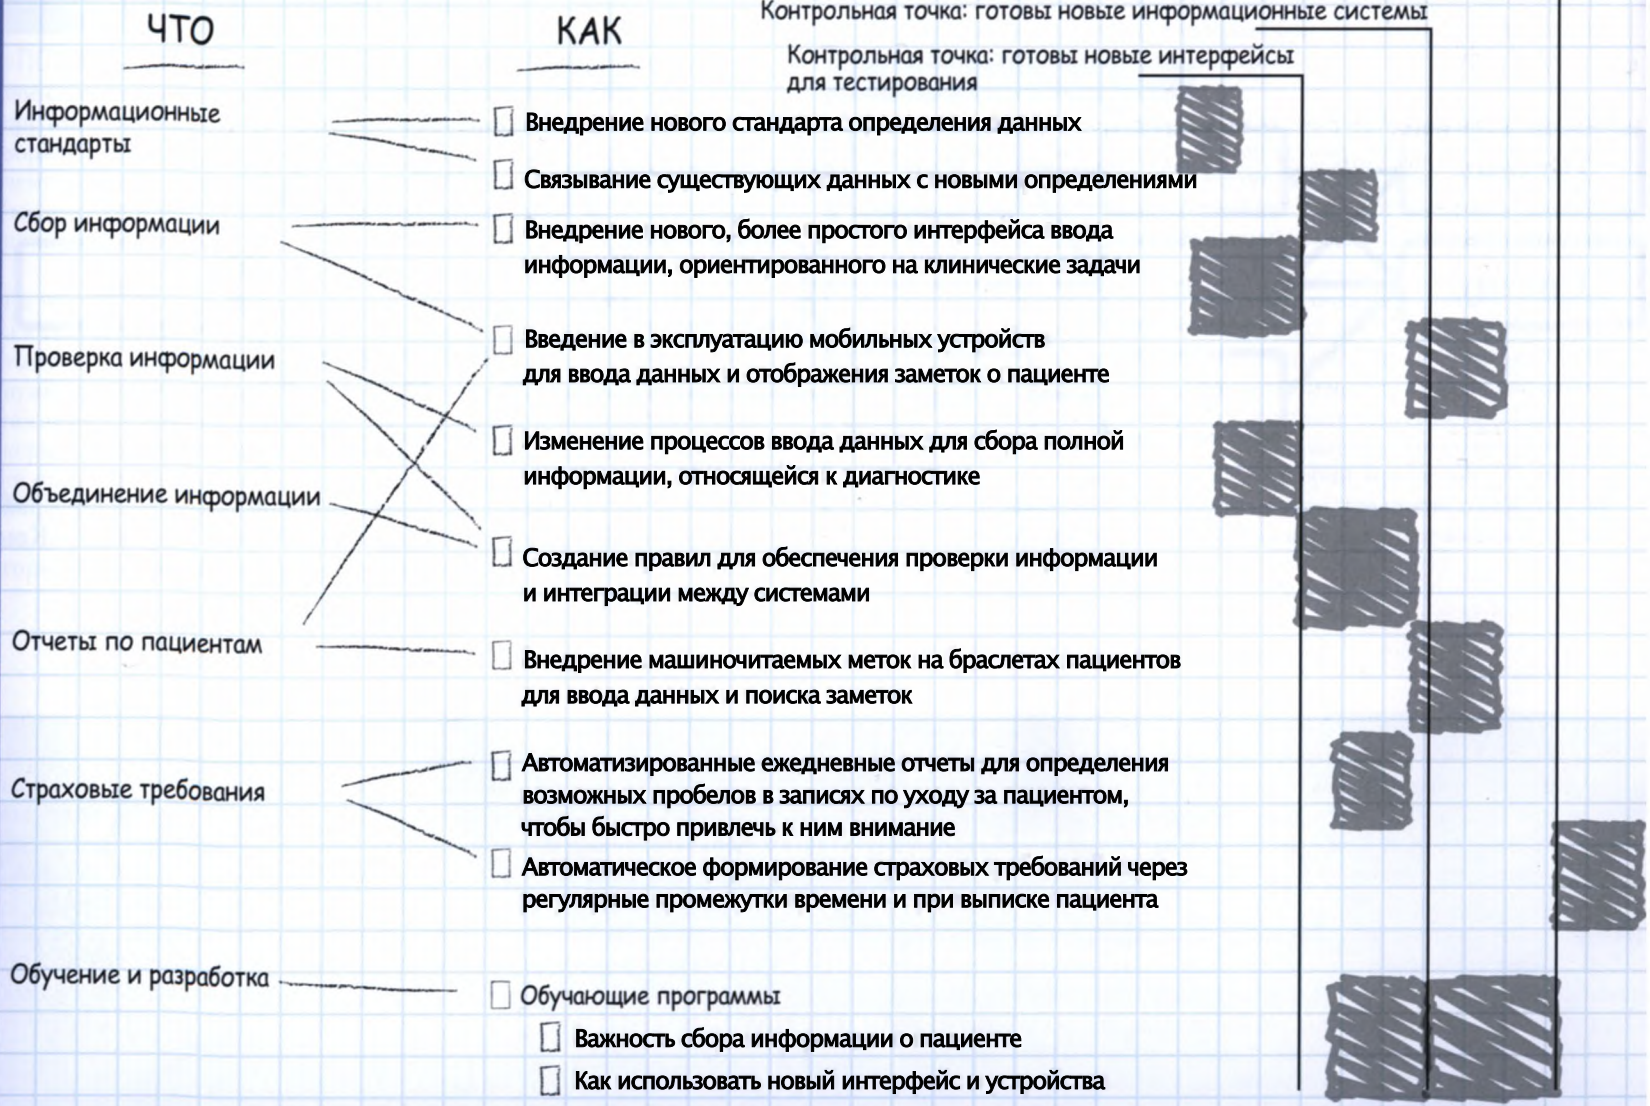 ЧТО
КАК
Контрольная точка: готовы новые информационные системы
Контрольная точка: готовы новые интерфейсы
для тестирования
Информационные
стандарты
Внедрение нового стандарта определения данных
Связывание существующих данных с новыми определениями
Сбор информации
Внедрение нового, более простого интерфейса ввода
информации, ориентированного на клинические задачи
Введение в эксплуатацию мобильных устройств
для ввода данных и отображения заметок о пациенте
Проверка информации
Изменение процессов ввода данных для сбора полной
информации, относящейся к диагностике
Объединение информации
Создание правил для обеспечения проверки информации
и интеграции между системами
Отчеты по пациентам
Внедрение машиночитаемых меток на браслетах пациентов
для ввода данных и поиска заметок
Страховые требования
Автоматизированные ежедневные отчеты для определения
возможных пробелов в записях по уходу за пациентом,
чтобы быстро привлечь к ним внимание
Автоматическое формирование страховых требований через
регулярные промежутки времени и при выписке пациента
Обучение и разработка
Обучающие программы
Важность сбора информации о пациенте
Как использовать новый интерфейс и устройства